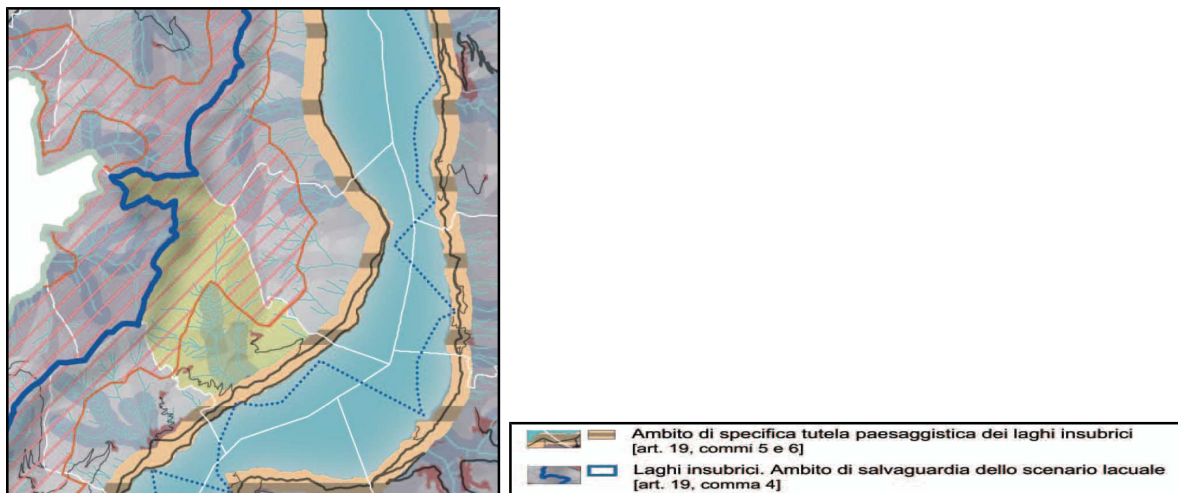 Ambito di specifica tutela paesaggistica dei laghi insubrici
[art. 19, commi 5 e 6]
Laghi insubrici. Ambito di salvaguardia dello scenario lacuale
[art. 19, comma 4]